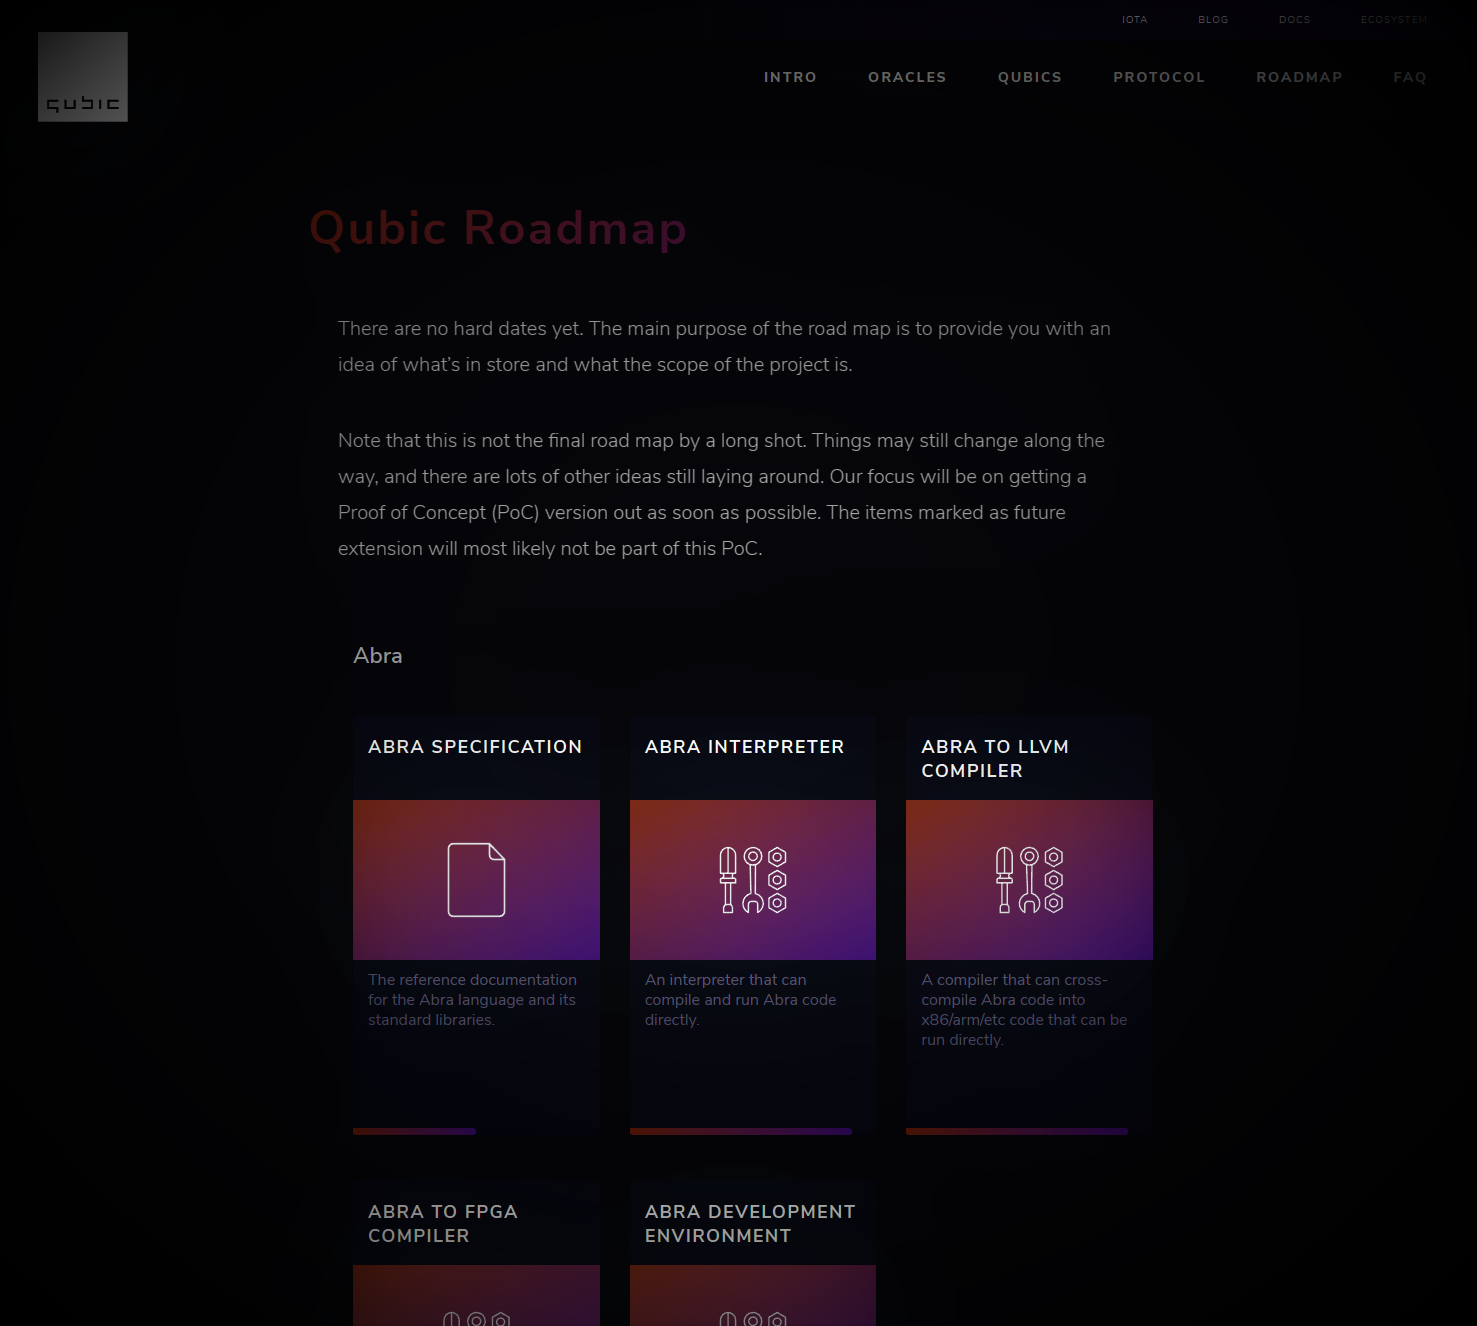 IOTA BLOG DOCS ECOSYSTEM
qubic
INTRO ORACLES QUBICS PROTOCOL ROADMAP FAQ
Qubic Roadmap
There are no hard dates yet. The main purpose of the road map is to provide you with an
idea of what’s in store and what the scope of the project is.
Note that this is not the final road map by a long shot. Things may still change along the
way, and there are lots of other ideas still laying around. Our focus will be on getting a
Proof of Concept (PoC) version out as soon as possible. The items marked as future
extension will most likely not be part of this PoC.
Abra
ABRA SPECIFICATION
The reference documentation
for the Abra language and its
standard libraries.
ABRA INTERPRETER
An interpreter that can
compile and run Abra code
directly.
ABRA TO LLVM
COMPILER
A compiler that can cross-
compile Abra code into
x86/arm/etc code that can be
run directly.
ABRA TO FPGA
COMPILER
ABRA DEVELOPMENT
ENVIRONMENT